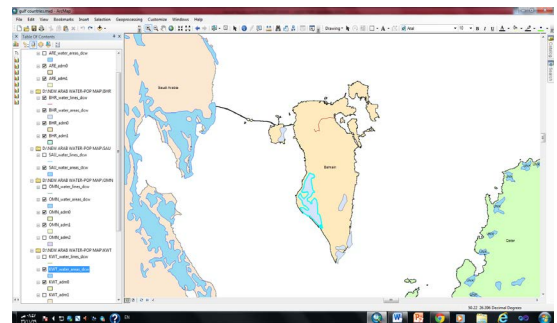 gulf countries.mxd - ArcMap
File Edit View Bookmarks Insert Selection Geoprocessing Customize Windows Help
Drawing
Table Of Contents
ARE_water_areas_dcw
ARE_adm0
ARE_adm1
D:\NEW ARAB WATER-POP MAP\BHR
BHR_water_lines_dcw
BHR_water_areas_dcw
BHR_adm0
BHR_adm1
D:\NEW ARAB WATER-POP MAP\SAU
SAU_water_lines_dcw
SAU_water_areas_dcw
D:\NEW ARAB WATER-POP MAP\OMN
OMN_water_lines_dcw
OMN_water_areas_dcw
OMN_adm0
OMN_adm1
OMN_adm2
D:\NEW ARAB WATER-POP MAP\KWT
KWT_water_lines_dcw
KWT_water_areas_dcw
KWT_adm0
KWT_adm1
Saudi Arabia
Bahrain
Qatar
Catalog
Search
Decimal Degrees
EN